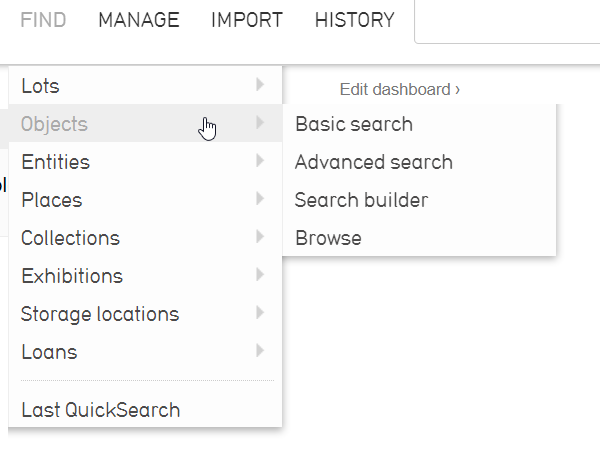 FIND MANAGE IMPORT HISTORY
Edit dashboard ›
Lots
Objects
Entities
Places
Collections
Exhibitions
Storage locations
Loans
Last QuickSearch
Basic search
Advanced search
Search builder
Browse